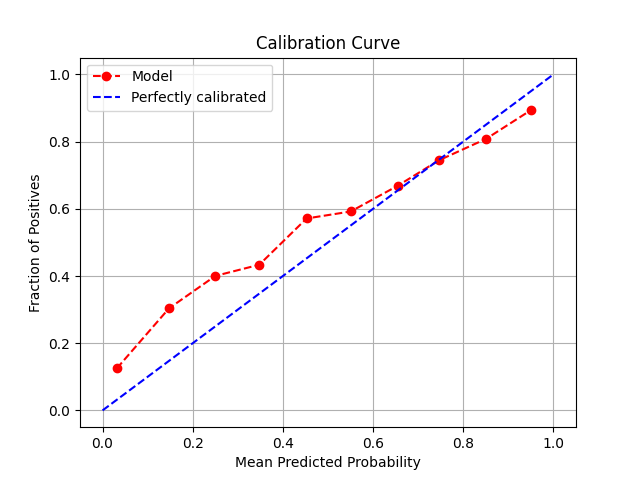 Calibration Curve
Model
Perfectly calibrated
Fraction of Positives
1.0
0.8
0.6
0.4
0.2
0.0
0.0 0.2 0.4 0.6 0.8 1.0
Mean Predicted Probability